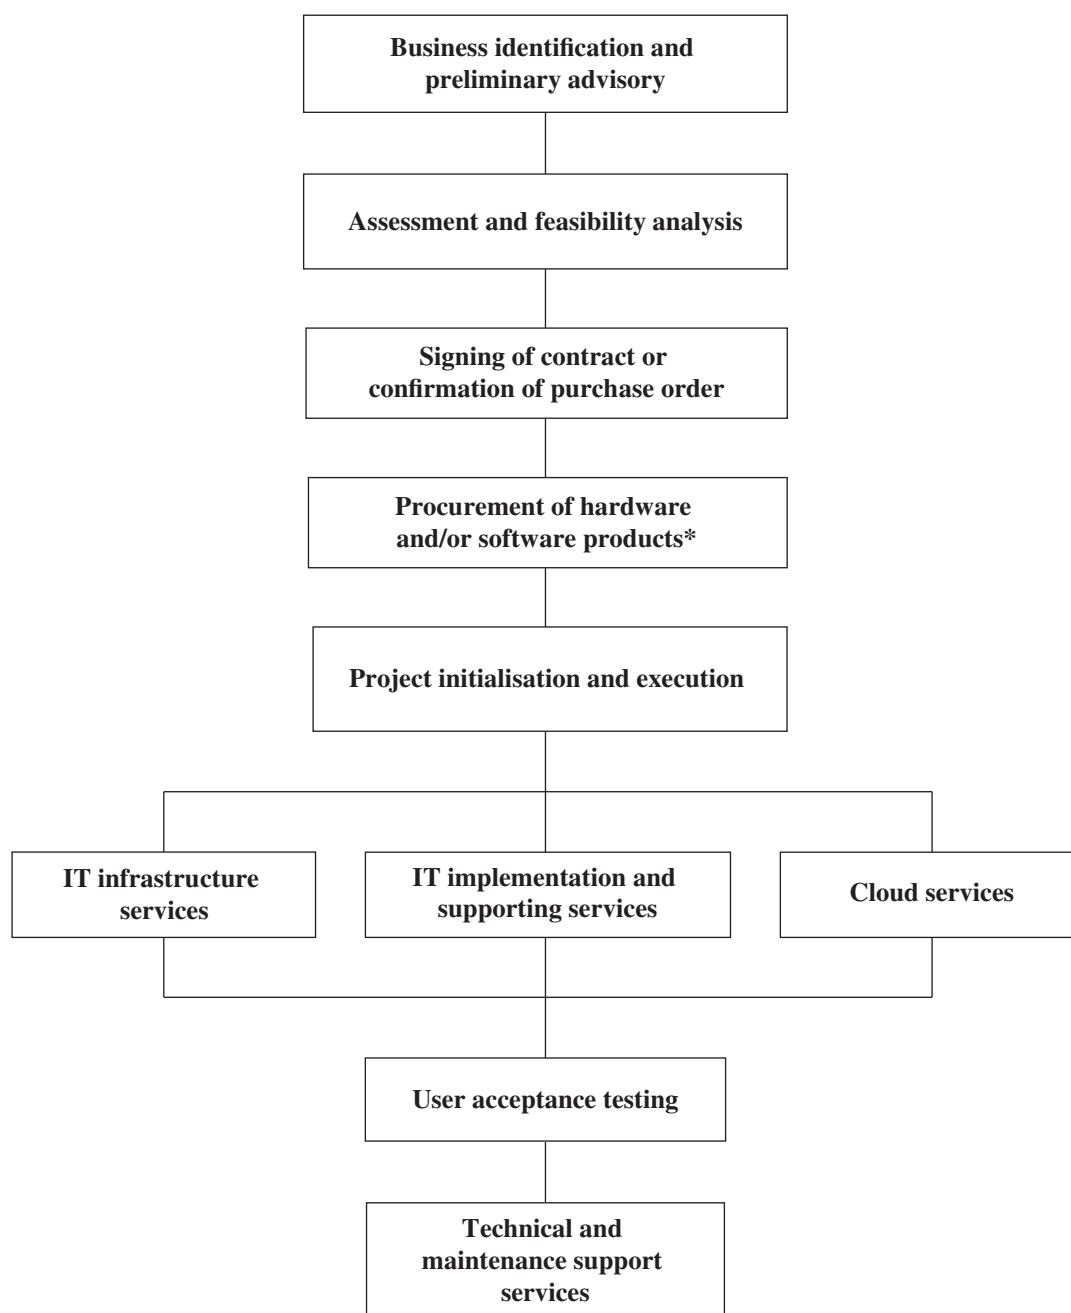 Business identification and
preliminary advisory
Assessment and feasibility analysis
Signing of contract or
confirmation of purchase order
Procurement of hardware
and/or software products*
Project initialisation and execution
IT infrastructure
services
IT implementation and
supporting services
Cloud services
User acceptance testing
Technical and
maintenance support
services